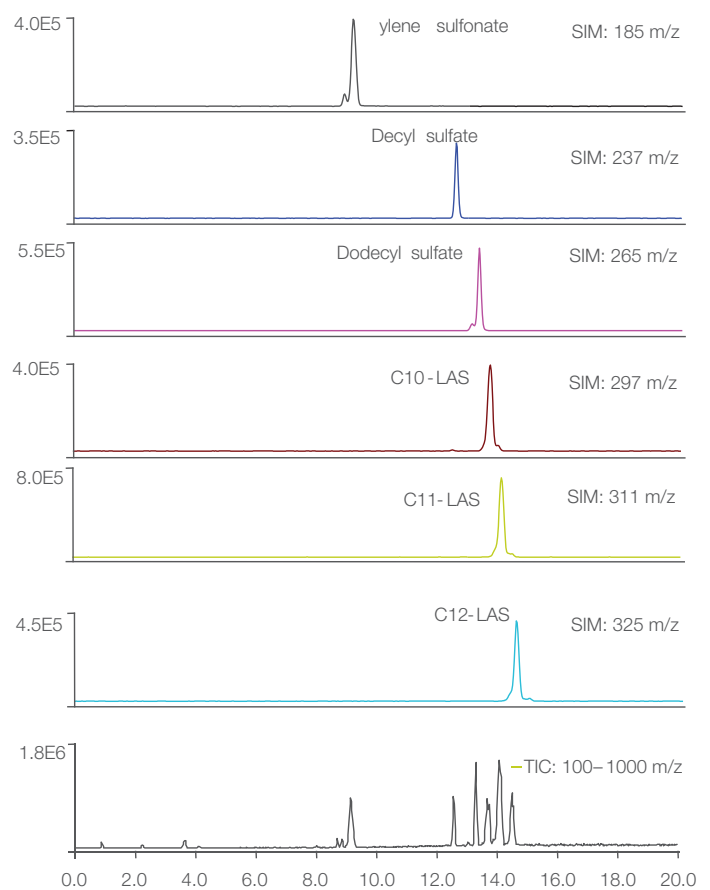 4.0E5
ylene sulfonate
SIM: 185 m/z
3.5E5
Decyl sulfate
SIM: 237 m/z
5.5E5
Dodecyl sulfate
SIM: 265 m/z
4.0E5
C10-LAS
SIM: 297 m/z
8.0E5
C11-LAS
SIM: 311 m/z
4.5E5
C12-LAS
SIM: 325 m/z
1.8E6
TIC: 100–1000 m/z
0.0 2.0 4.0 6.0 8.0 10.0 12.0 14.0 16.0 18.0 20.0